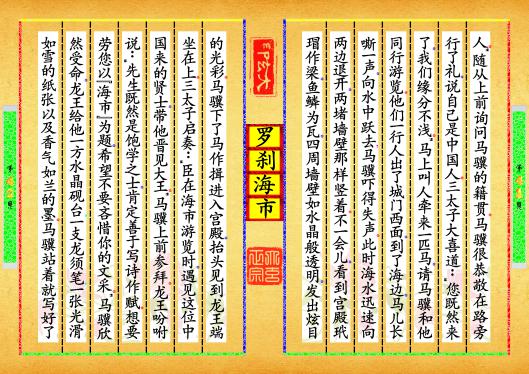 人,随从上前询问马骥的籍贯马骥很恭敬在路旁
行了礼说自己是中国人三太子大喜道:您既然来
了我们缘分不浅,马上叫人牵来一匹马请马骥和他
同行游览他们一行人出了城门西面到了海边马儿长
嘶一声向水中跃去马骥吓得失声,此时海水迅速向
两边退开两堵墙壁那样竖着不一会儿看到宫殿玳
瑁作梁鱼鳞为瓦四周墙壁如水晶般透明发出炫目
罗刹海市
的光彩马骥下了马作揖进入宫殿抬头见到龙王端
坐在上三太子启奏:臣在海市游览时遇见这位中
国来的贤士带他晋见大王,马骥上前参拜龙王吩咐
说:先生既然是饱学之士肯定善于写诗作赋想要
劳您以「海市」为题希望不要吝惜你的文采,马骥欣
然受命龙王给他一方水晶砚台一支龙须笔一张光滑
如雪的纸张以及香气如兰的墨马骥站着就写好了